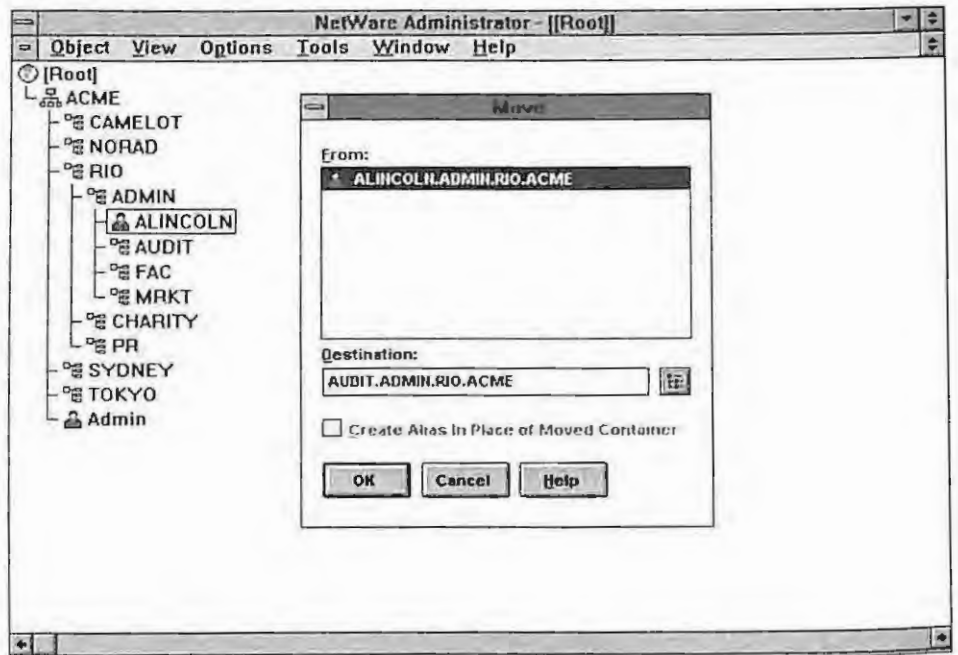 NetWare Administrator - [[Root]]
Object View Options Tools Window Help
[Root]
ACME
CAMELOT
NORAD
RIO
ADMIN
ALINCOLN
AUDIT
FAC
MRKT
CHARITY
PR
SYDNEY
TOKYO
Admin
Move
From:
ALINCOLN.ADMIN.RIO.ACME
Destination:
AUDIT.ADMIN.RIO.ACME
Create Alias In Place of Moved Container
OK Cancel Help